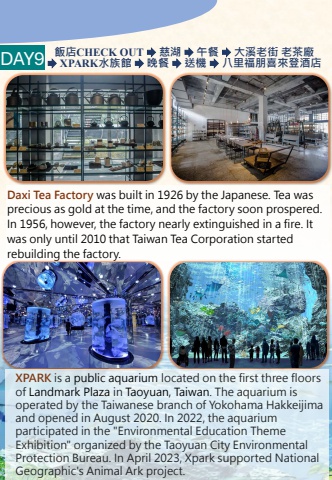 DAY9
飯店CHECK OUT ➡ 慈湖 ➡ 午餐 ➡ 大溪老街 老茶廠
➡ XPARK水族館 ➡ 晚餐 ➡ 送機 ➡ 八里福朋喜來登酒店
Daxi Tea Factory was built in 1926 by the Japanese. Tea was
precious as gold at the time, and the factory soon prospered.
In 1956, however, the factory nearly extinguished in a fire. It
was only until 2010 that Taiwan Tea Corporation started
rebuilding the factory.
XPARK is a public aquarium located on the first three floors
of Landmark Plaza in Taoyuan, Taiwan. The aquarium is
operated by the Taiwanese branch of Yokohama Hakkeijima
and opened in August 2020. In 2022, the aquarium
participated in the "Environmental Education Theme
Exhibition" organized by the Taoyuan City Environmental
Protection Bureau. In April 2023, Xpark supported National
Geographic's Animal Ark project.